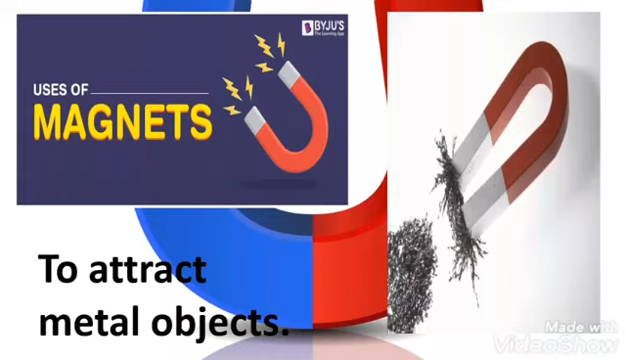 BYJU'S
The Learning App
USES OF
MAGNETS
To attract
metal objects.
Made with
VideoShow